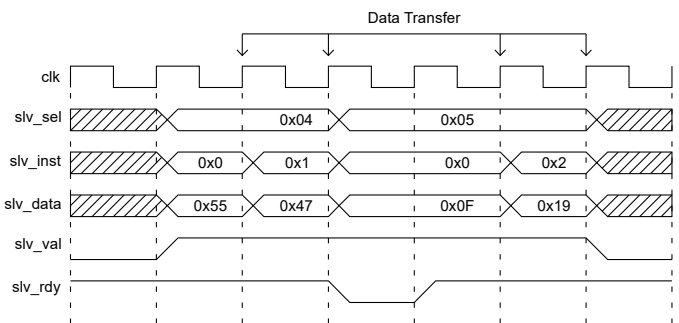 Data Transfer
clk
slv_sel 0x04 0x05
slv_inst 0x0 0x1 0x0 0x2
slv_data 0x55 0x47 0x0F 0x19
slv_val
slv_rdy